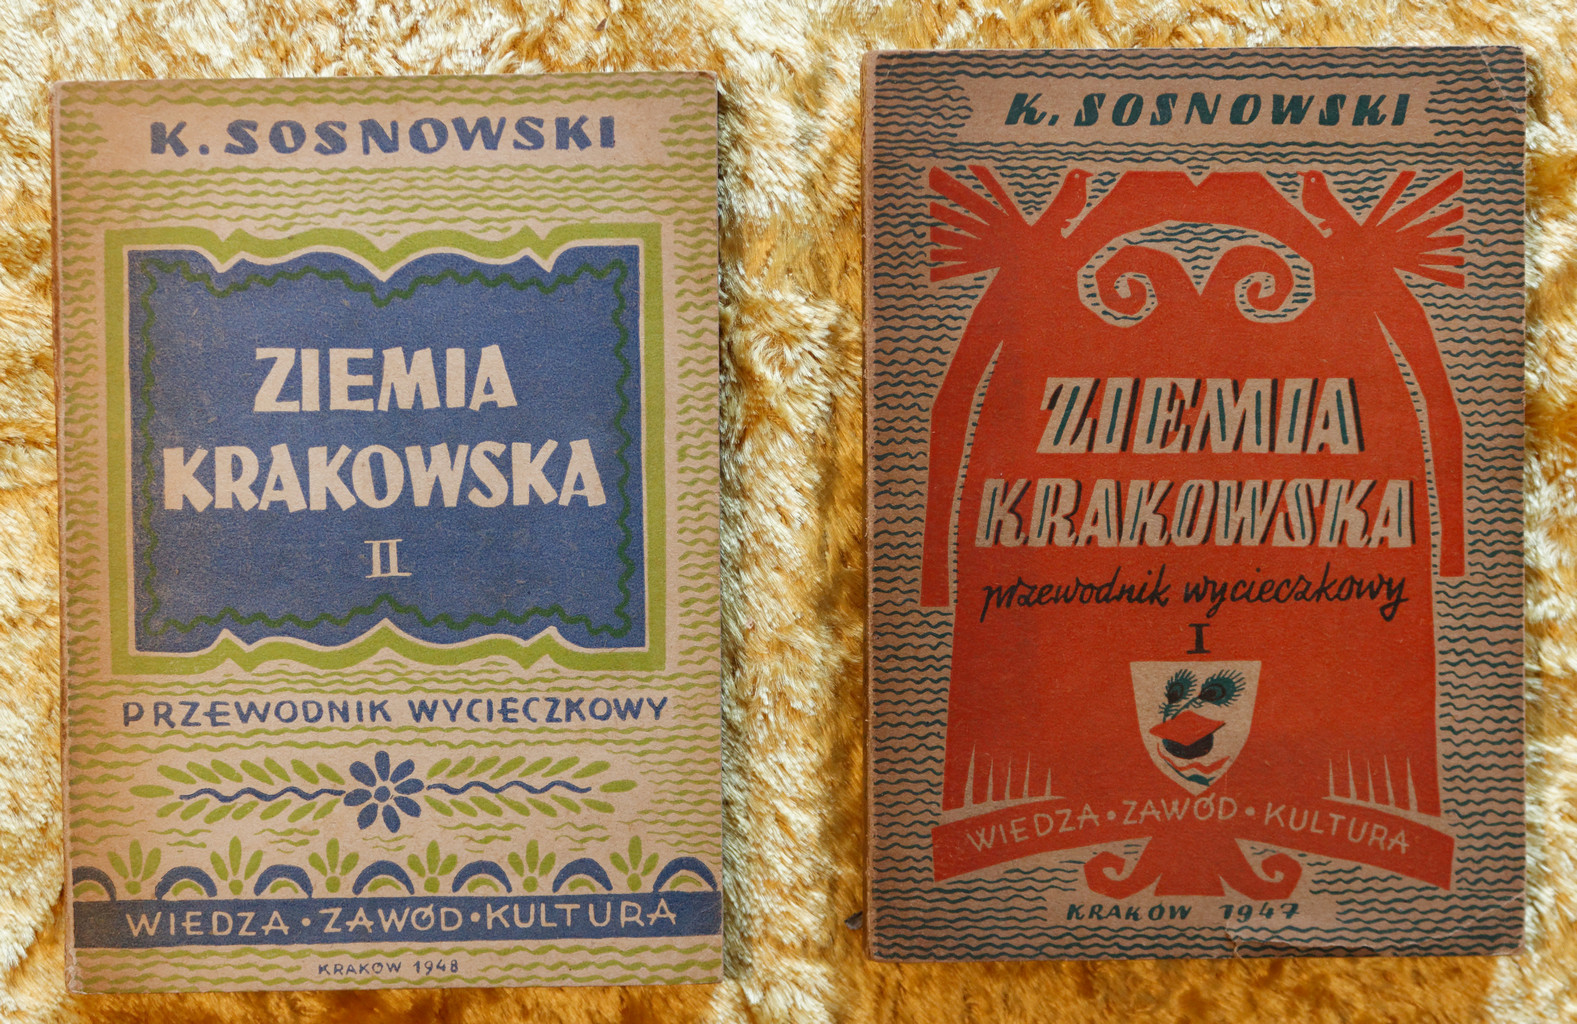 K. SOSNOWSKI
ZIEMIA
KRAKOWSKA
II
PRZEWODNIK WYCIECZKOWY
WIEDZA • ZAWÓD • KULTURA
KRAKÓW 1948
K. SOSNOWSKI
ZIEMIA
KRAKOWSKA
przewodnik wycieczkowy
I
WIEDZA • ZAWÓD • KULTURA
KRAKÓW 1947